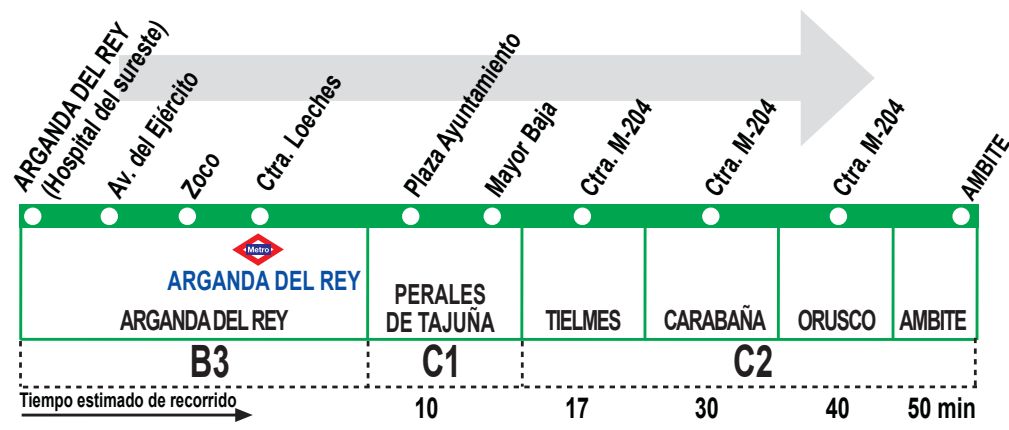 ARGANDA DEL REY
(Hospital del sureste)
Av. del Ejército
Zoco
Ctra. Loeches
Plaza Ayuntamiento
Mayor Baja
Ctra. M-204
Ctra. M-204
Ctra. M-204
AMBITE
Metro
ARGANDA DEL REY
ARGANDA DEL REY
PERALES
DE TAJUÑA
TIELMES
CARABAÑA
ORUSCO
AMBITE
B3
C1
C2
Tiempo estimado de recorrido
10
17
30
40
50 min